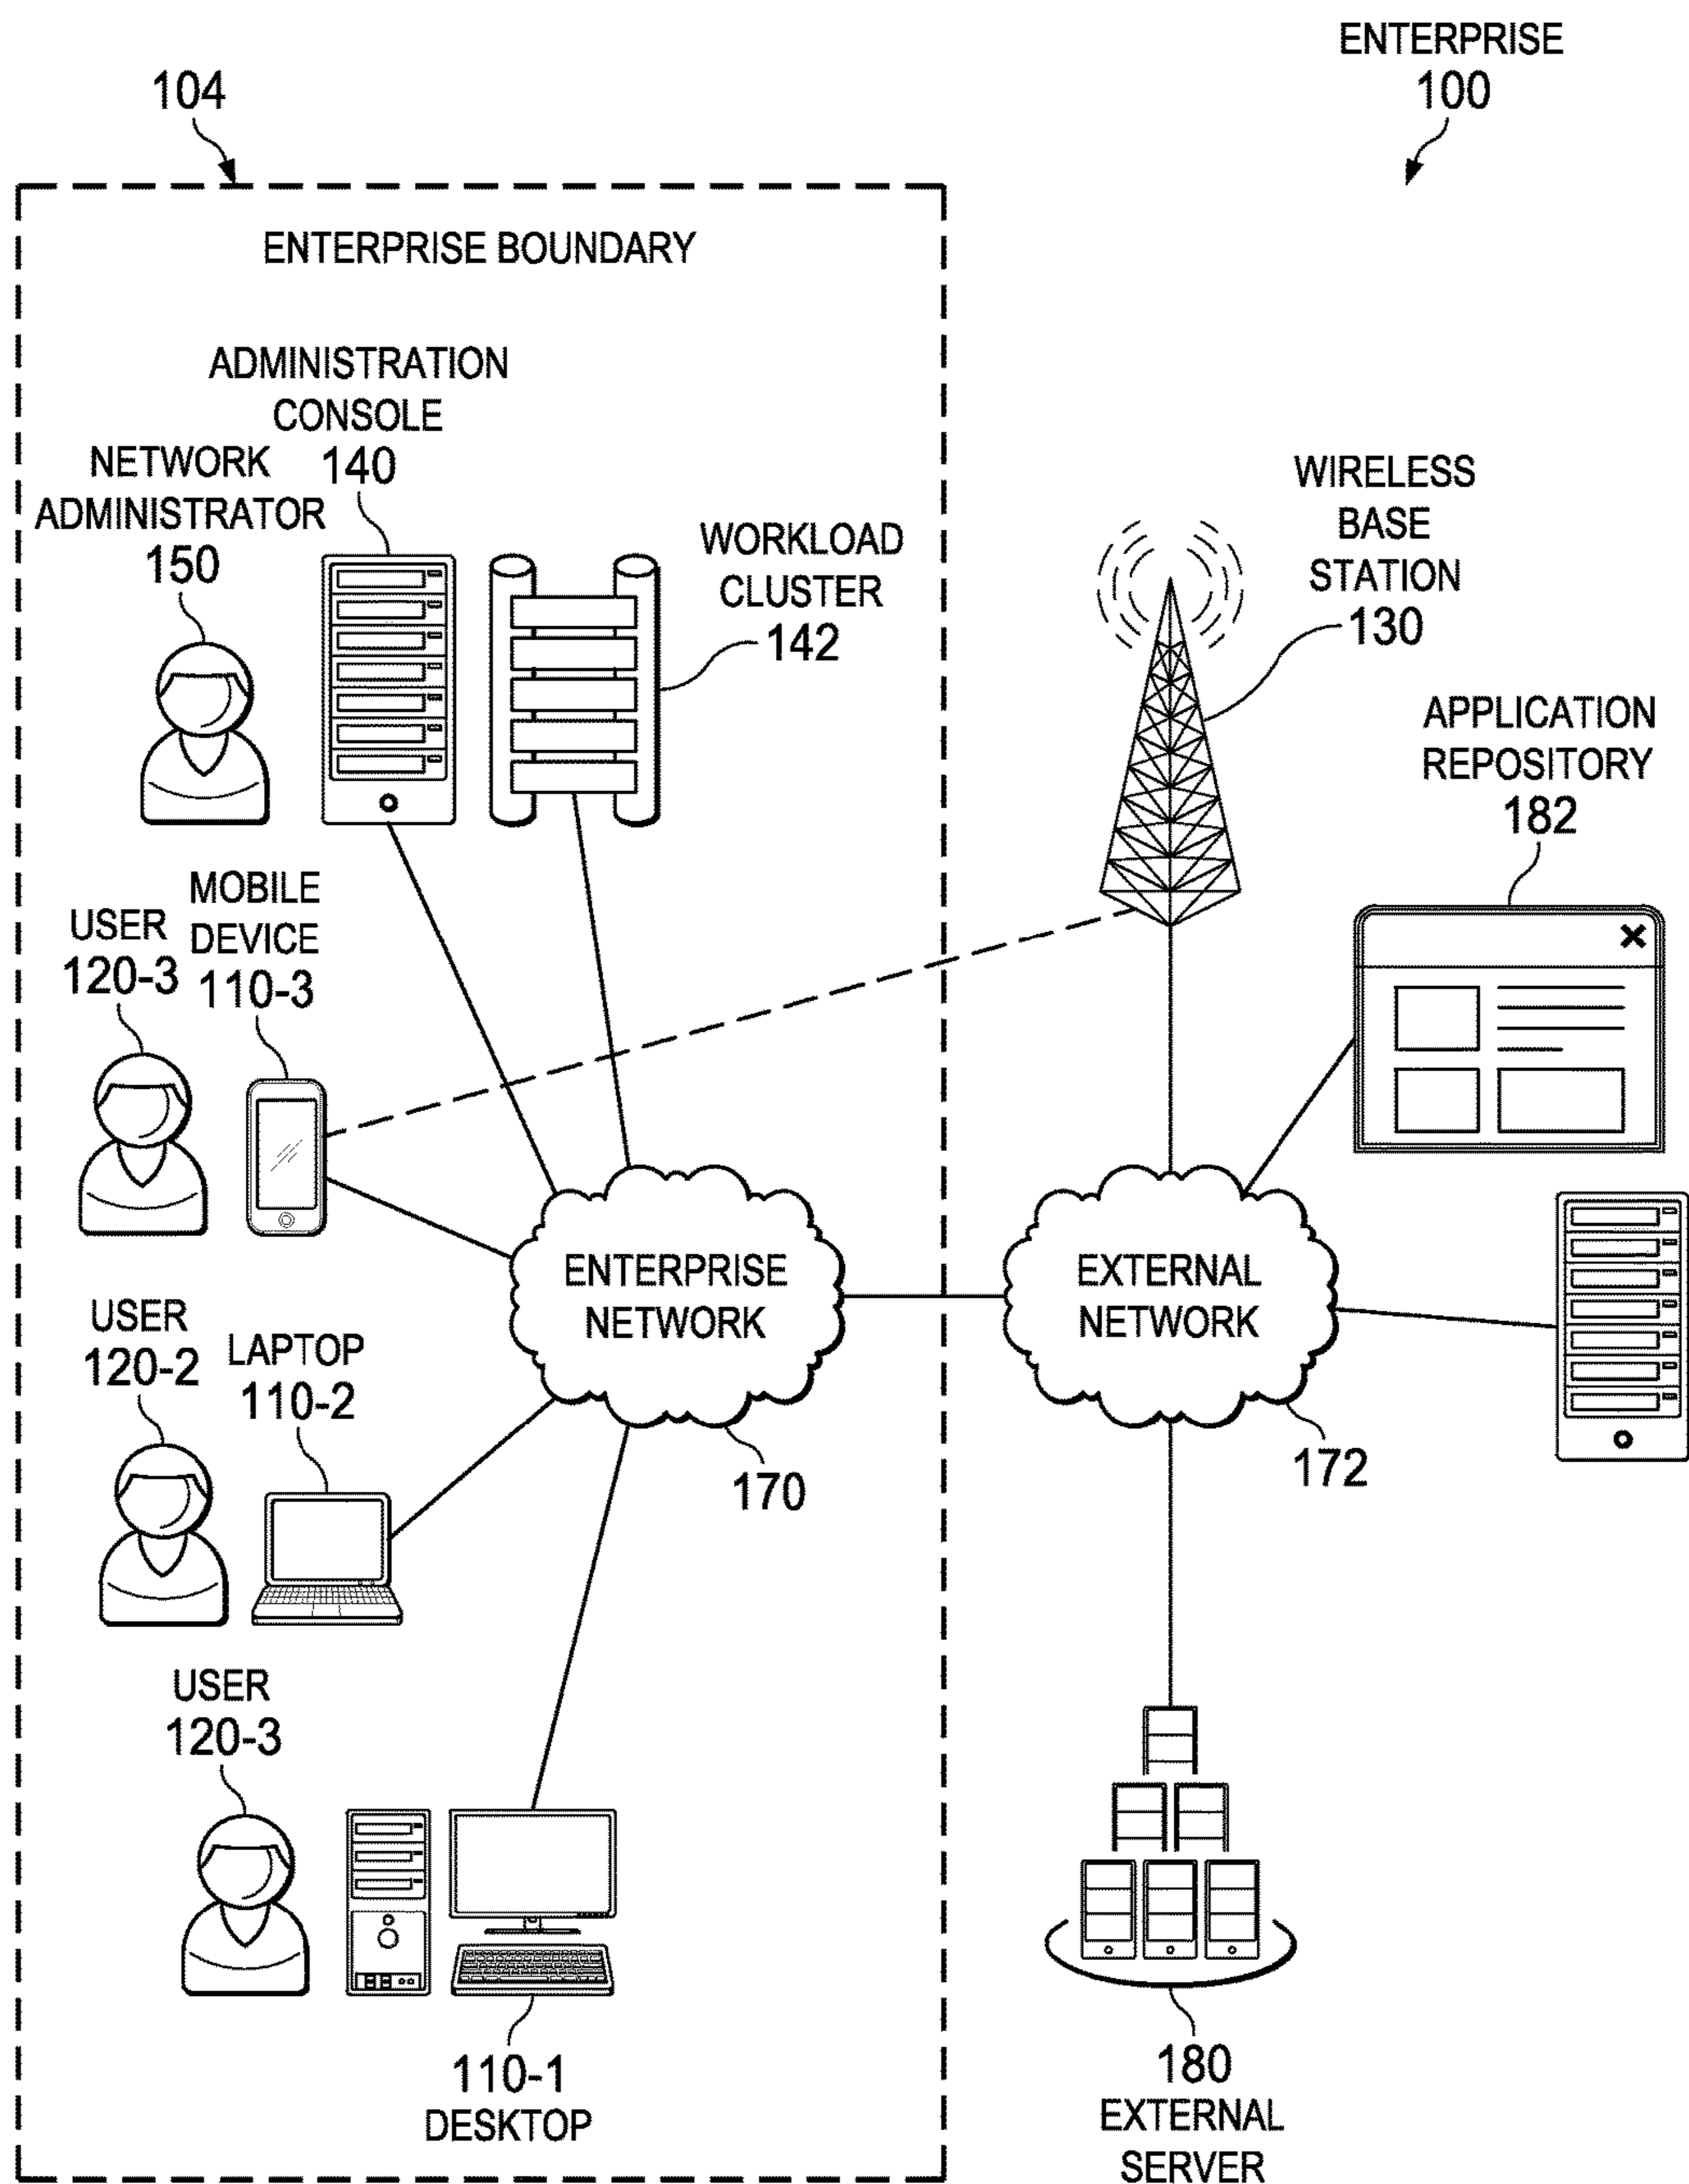 ENTERPRISE
100
104
ENTERPRISE BOUNDARY
ADMINISTRATION
CONSOLE
140
NETWORK
ADMINISTRATOR
150
WORKLOAD
CLUSTER
142
WIRELESS
BASE
STATION
130
APPLICATION
REPOSITORY
182
MOBILE
DEVICE
110-3
USER
120-3
ENTERPRISE
NETWORK
170
EXTERNAL
NETWORK
172
USER
120-2
LAPTOP
110-2
USER
120-3
110-1
DESKTOP
180
EXTERNAL
SERVER